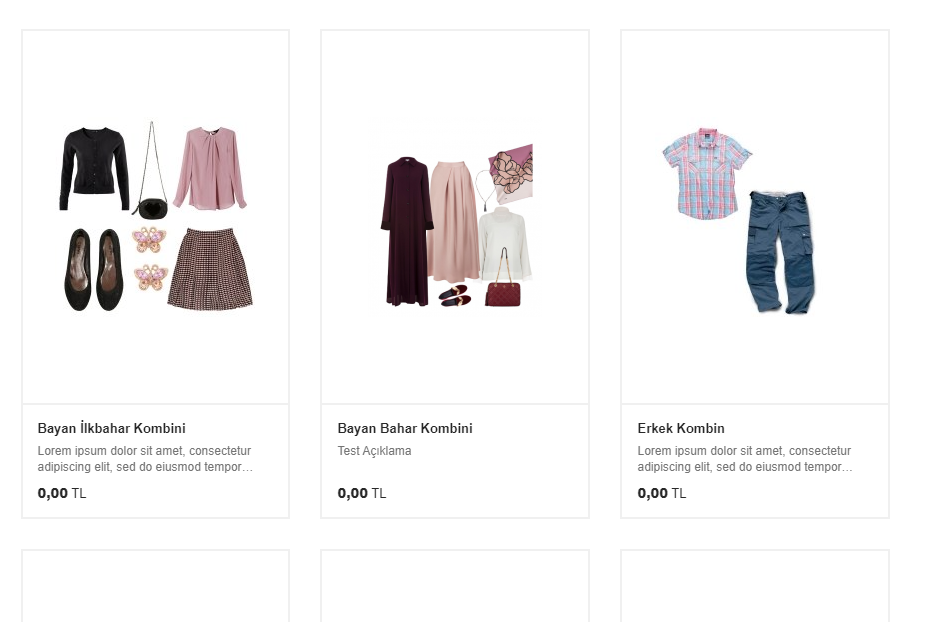 Bayan İlkbahar Kombini
Lorem ipsum dolor sit amet, consectetur
adipiscing elit, sed do eiusmod tempor...
0,00 TL
Bayan Bahar Kombini
Test Açıklama
0,00 TL
Erkek Kombin
Lorem ipsum dolor sit amet, consectetur
adipiscing elit, sed do eiusmod tempor...
0,00 TL